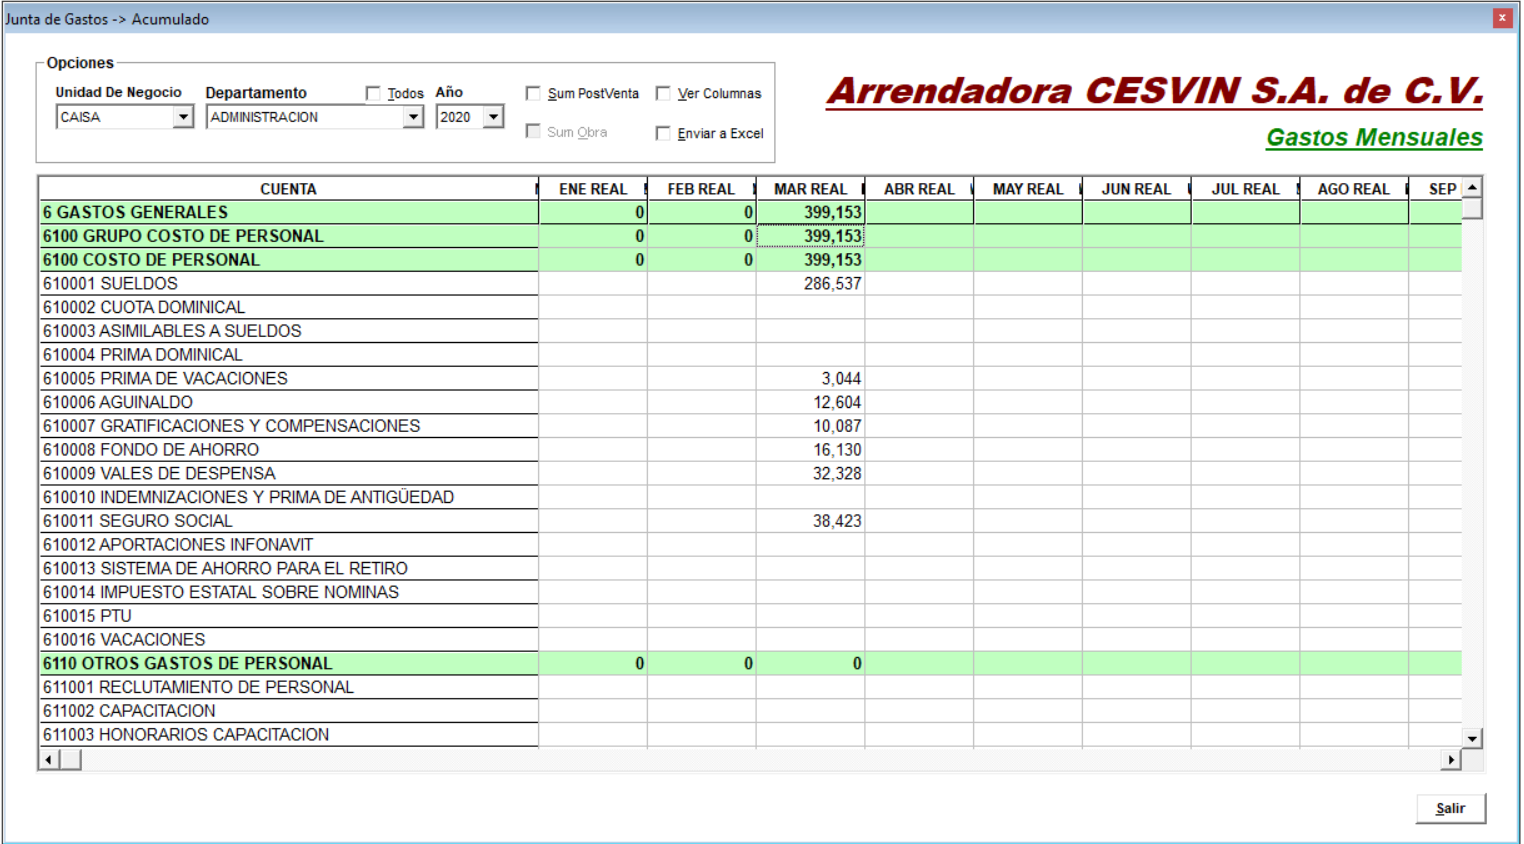 Junta de Gastos -> Acumulado
x
Opciones
Unidad De Negocio Departamento Todos Año Sum PostVenta Ver Columnas
CAISA ADMINISTRACION 2020 Sum Obra Enviar a Excel
Arrendadora CESVIN S.A. de C.V.
Gastos Mensuales
CUENTA ENE REAL FEB REAL MAR REAL ABR REAL MAY REAL JUN REAL JUL REAL AGO REAL SEP
6 GASTOS GENERALES 0 0 399,153
6100 GRUPO COSTO DE PERSONAL 0 0 399,153
6100 COSTO DE PERSONAL 0 0 399,153
610001 SUELDOS 286,537
610002 CUOTA DOMINICAL
610003 ASIMILABLES A SUELDOS
610004 PRIMA DOMINICAL
610005 PRIMA DE VACACIONES 3,044
610006 AGUINALDO 12,604
610007 GRATIFICACIONES Y COMPENSACIONES 10,087
610008 FONDO DE AHORRO 16,130
610009 VALES DE DESPENSA 32,328
610010 INDEMNIZACIONES Y PRIMA DE ANTIGÜEDAD
610011 SEGURO SOCIAL 38,423
610012 APORTACIONES INFONAVIT
610013 SISTEMA DE AHORRO PARA EL RETIRO
610014 IMPUESTO ESTATAL SOBRE NOMINAS
610015 PTU
610016 VACACIONES
6110 OTROS GASTOS DE PERSONAL 0 0 0
611001 RECLUTAMIENTO DE PERSONAL
611002 CAPACITACION
611003 HONORARIOS CAPACITACION
Salir